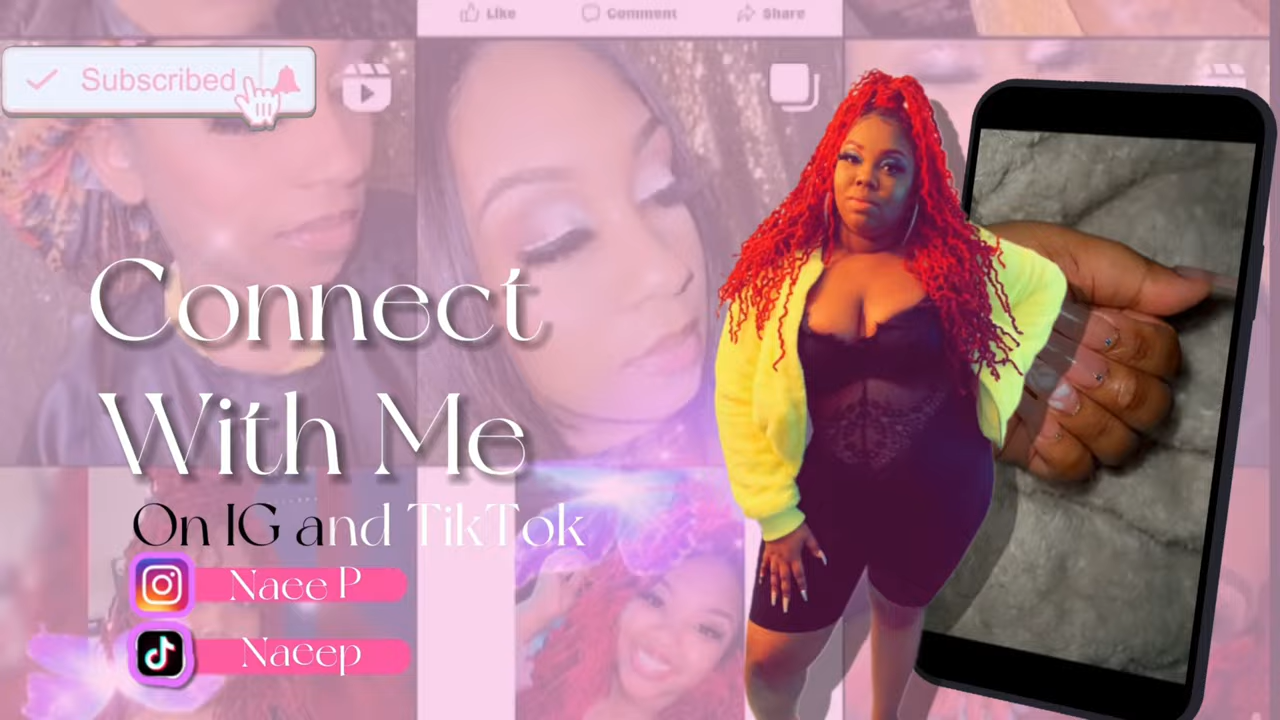 Like Comment Share
Subscribed
Connect
With Me
On IG and TikTok
Naee P
Naeep